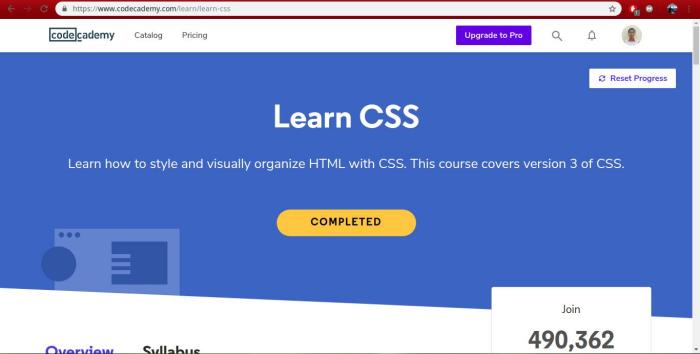 https://www.codecademy.com/learn/learn-css
codecademy Catalog Pricing Upgrade to Pro
Reset Progress
Learn CSS
Learn how to style and visually organize HTML with CSS. This course covers version 3 of CSS.
COMPLETED
Join
490,362
Overview Syllabus